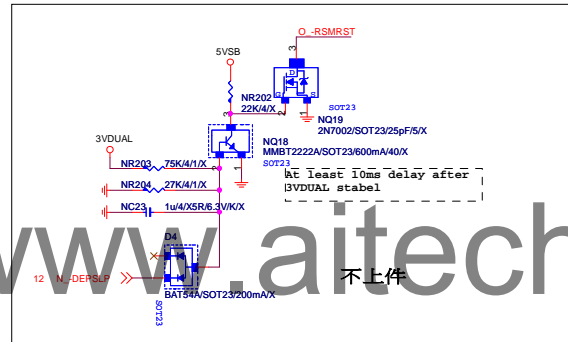 O_-RSMRST
5VSB
3
D
G S
SOT23
NR202
22K/4/X
2
1
NQ19
2N7002/SOT23/25pF/5/X
3
NQ18
MMBT2222A/SOT23/600mA/40/X
SOT23
3VDUAL
NR203 75K/4/1/X
2
1
At least 10ms delay after
3VDUAL stabel
NR204 27K/4/1/X
NC23 1u/4/X5R/6.3V/K/X
www.aitech
D4
12 N_-DEPSLP
不上件
BAT54A/SOT23/200mA/X
SOT23